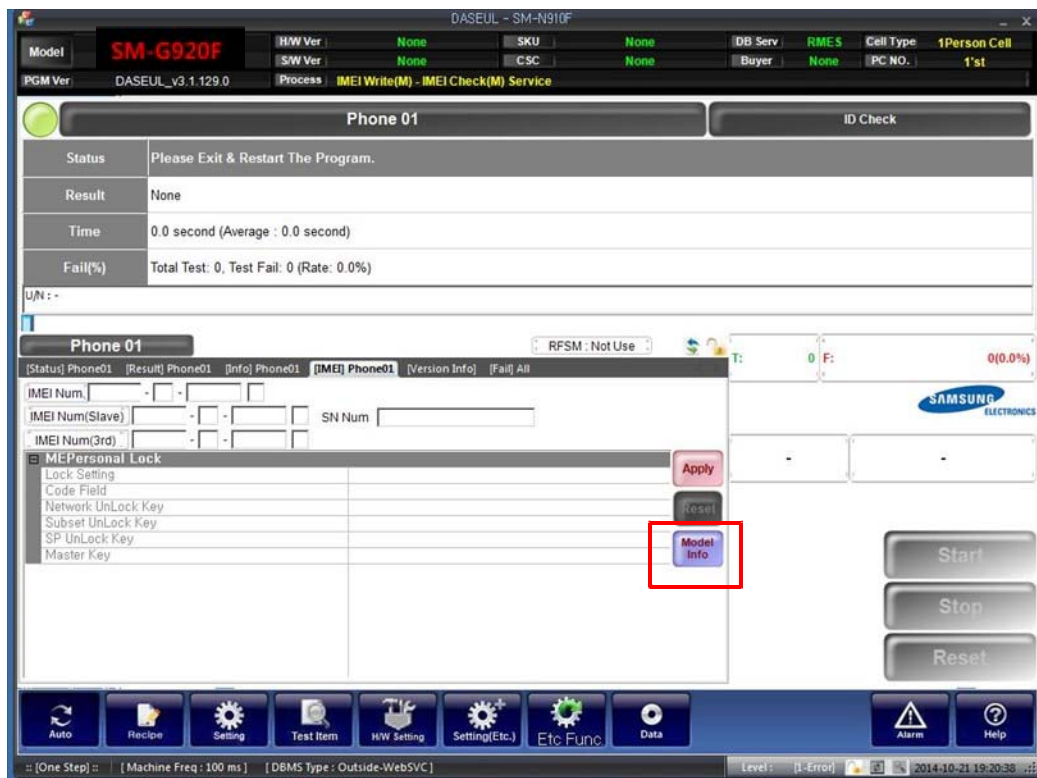 DASEUL - SM-N910F
Model SM-G920F H/W Ver None SKU None DB Serv RMES Cell Type 1Person Cell
S/W Ver None CSC None Buyer None PC NO. 1'st
PGM Ver DASEUL_v3.1.129.0 Process IMEI Write(M) - IMEI Check(M) Service
Phone 01 ID Check
Status Please Exit & Restart The Program.
Result None
Time 0.0 second (Average : 0.0 second)
Fail(%) Total Test: 0, Test Fail: 0 (Rate: 0.0%)
U/N : -
Phone 01 RFSM : Not Use T: 0 F: 0(0.0%)
[Status] Phone01 [Result] Phone01 [Info] Phone01 [IMEI] Phone01 [Version Info] [Fail] All
IMEI Num. - -
IMEI Num(Slave) - - SN Num
IMEI Num(3rd) - -
SAMSUNG
ELECTRONICS
MEPersonal Lock
Lock Setting
Code Field
Network UnLock Key
Subset UnLock Key
SP UnLock Key
Master Key
Apply
Reset
Model
Info
- -
Start
Stop
Reset
Auto Recipe Setting Test Item H/W Setting Setting(Etc.) Etc Func Data Alarm Help
:: [One Step] :: [Machine Freq : 100 ms] [DBMS Type : Outside-WebSVC] Level : [1-Error] 2014-10-21 19:20:38